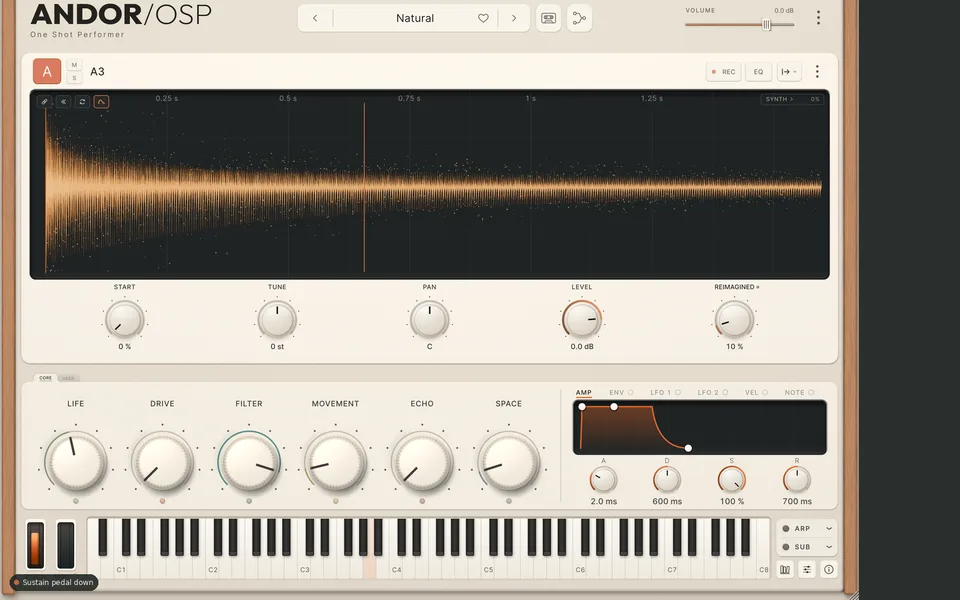 ANDOR/OSP
One Shot Performer
Natural
VOLUME 0.0 dB
A
M
S
A3
REC
EQ
0.25 s 0.5 s 0.75 s 1 s 1.25 s
SYNTH > 0%
START TUNE PAN LEVEL REIMAGINED »
0 % 0 st C 0.0 dB 10 %
CORE
LIFE DRIVE FILTER MOVEMENT ECHO SPACE
AMP ENV LFO 1 LFO 2 VEL NOTE
A D S R
2.0 ms 600 ms 100 % 700 ms
ARP
SUB
C1 C2 C3 C4 C5 C6 C7 C8
Sustain pedal down